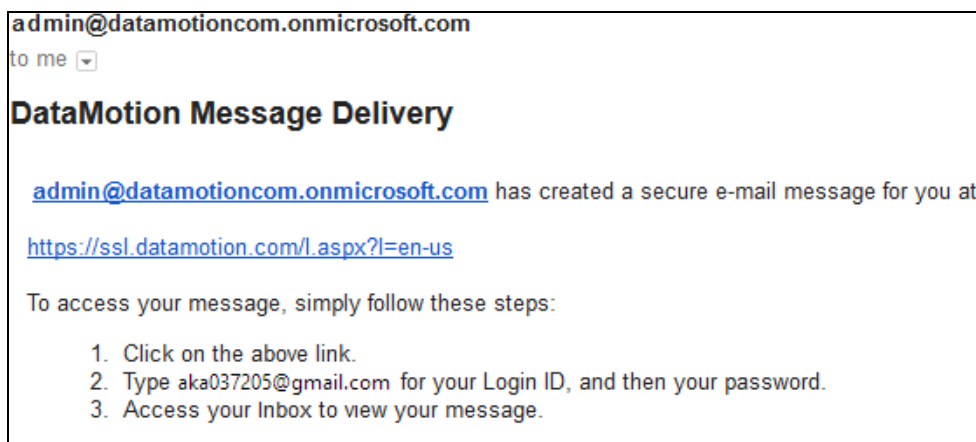 admin@datamotioncom.onmicrosoft.com
to me
DataMotion Message Delivery
admin@datamotioncom.onmicrosoft.com has created a secure e-mail message for you at
https://ssl.datamotion.com/l.aspx?l=en-us
To access your message, simply follow these steps:
1. Click on the above link.
2. Type aka037205@gmail.com for your Login ID, and then your password.
3. Access your Inbox to view your message.